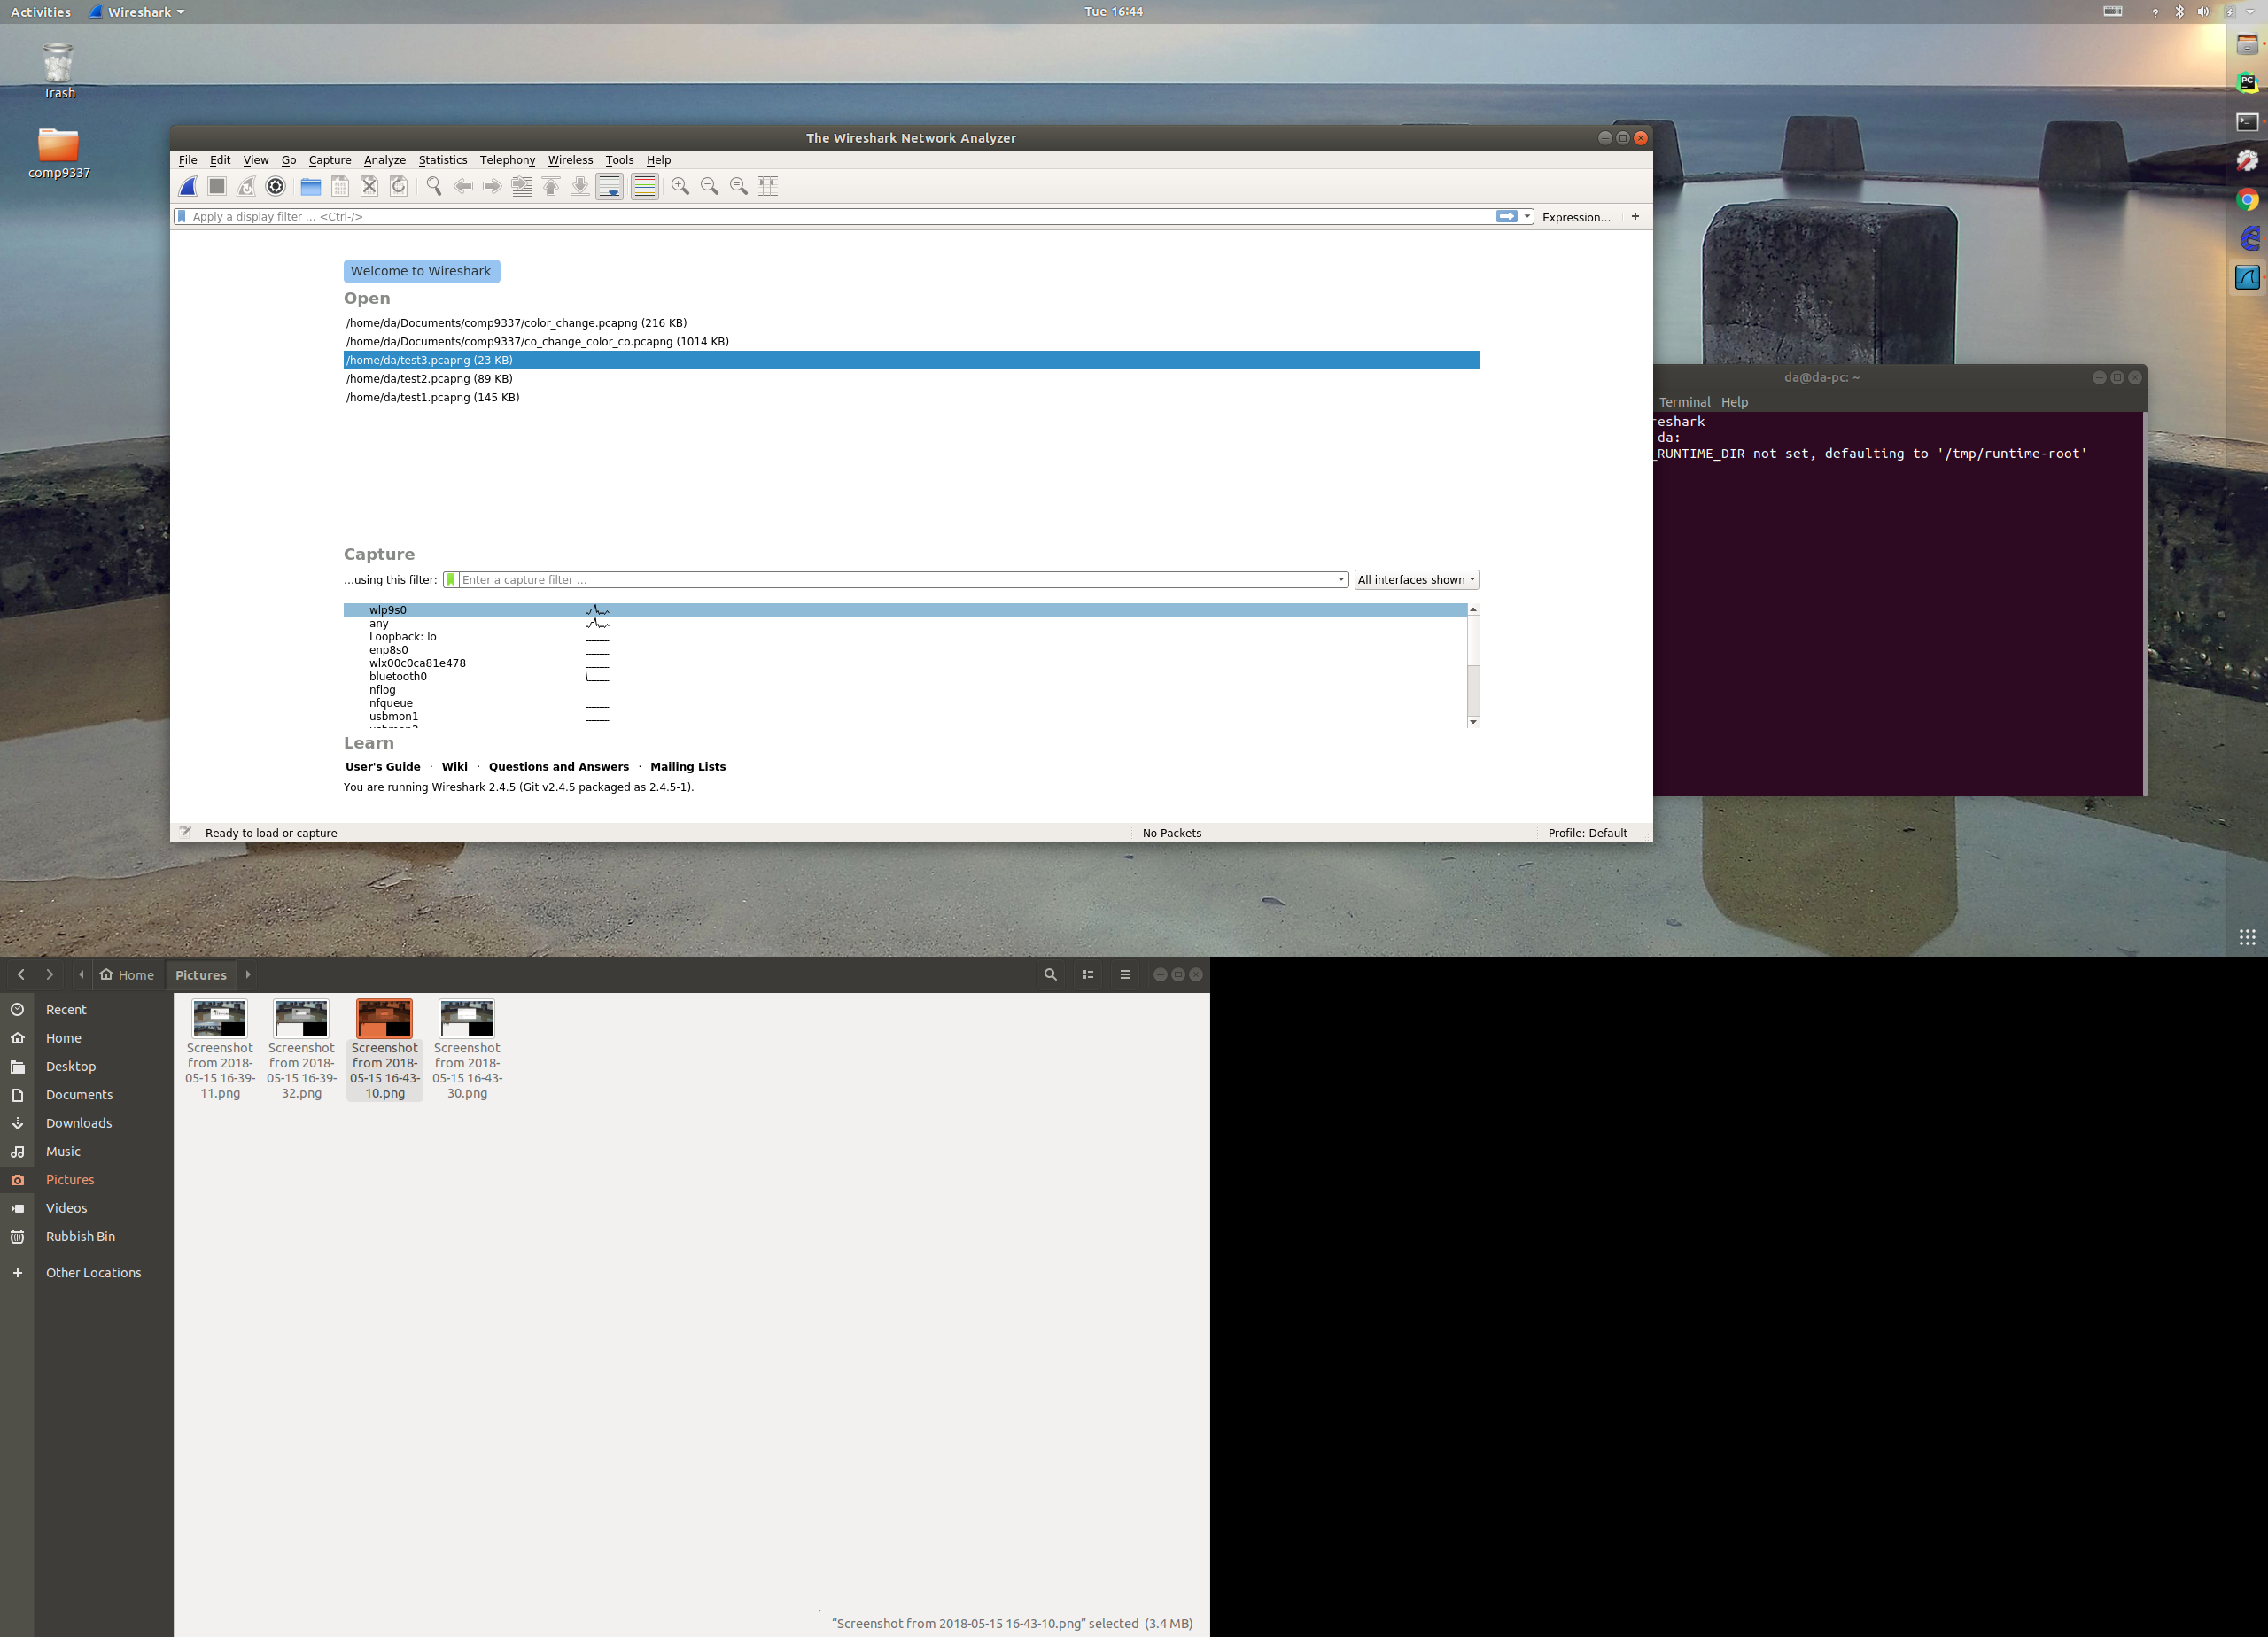 Activities Wireshark Tue 16:44 ?
Trash
comp9337
The Wireshark Network Analyzer
File Edit View Go Capture Analyze Statistics Telephony Wireless Tools Help
Apply a display filter ... <Ctrl-/> Expression... +
Welcome to Wireshark
Open
/home/da/Documents/comp9337/color_change.pcapng (216 KB)
/home/da/Documents/comp9337/co_change_color_co.pcapng (1014 KB)
/home/da/test3.pcapng (23 KB)
/home/da/test2.pcapng (89 KB)
/home/da/test1.pcapng (145 KB)
Capture
...using this filter: Enter a capture filter ... All interfaces shown
wlp9s0
any
Loopback: lo
enp8s0
wlx00c0ca81e478
bluetooth0
nflog
nfqueue
usbmon1
Learn
User's Guide · Wiki · Questions and Answers · Mailing Lists
You are running Wireshark 2.4.5 (Git v2.4.5 packaged as 2.4.5-1).
Ready to load or capture No Packets Profile: Default
da@da-pc: ~
Terminal Help
reshark
da:
_RUNTIME_DIR not set, defaulting to '/tmp/runtime-root'
PC
Home Pictures
Recent
Home
Desktop
Documents
Downloads
Music
Pictures
Videos
Rubbish Bin
Other Locations
Screenshot
from 2018-
05-15 16-39-
11.png
Screenshot
from 2018-
05-15 16-39-
32.png
Screenshot
from 2018-
05-15 16-43-
10.png
Screenshot
from 2018-
05-15 16-43-
30.png
“Screenshot from 2018-05-15 16-43-10.png” selected (3.4 MB)